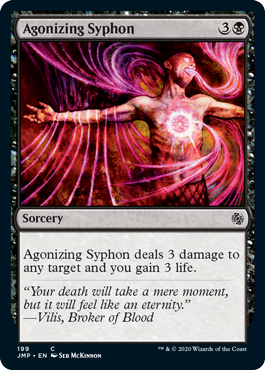 Agonizing Syphon 3
Sorcery
Agonizing Syphon deals 3 damage to
any target and you gain 3 life.
“Your death will take a mere moment,
but it will feel like an eternity.”
—Vilis, Broker of Blood
199 C
JMP • EN Seb McKinnon
™ & © 2020 Wizards of the Coast